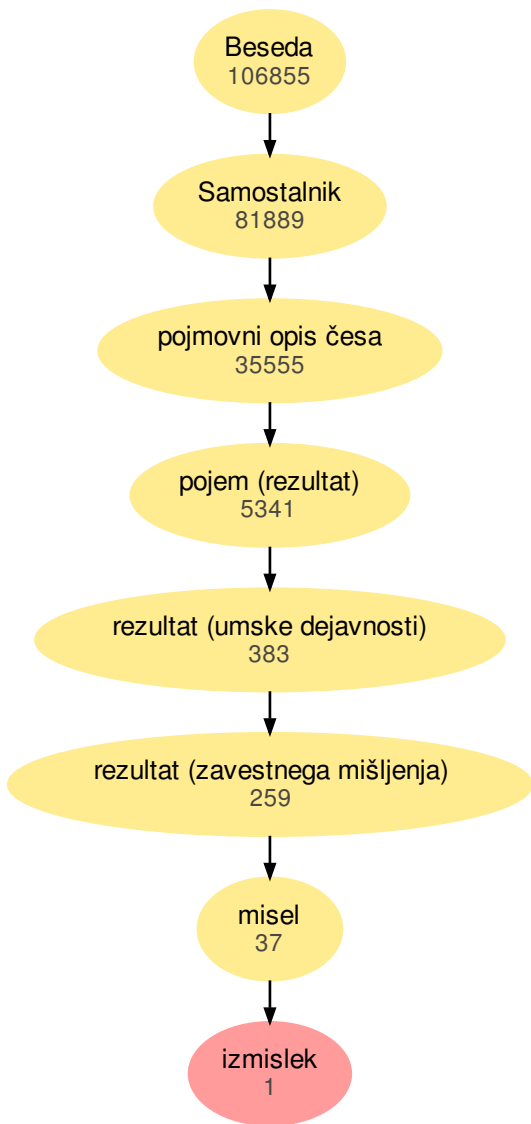 Beseda
106855
Samostalnik
81889
pojmovni opis česa
35555
pojem (rezultat)
5341
rezultat (umske dejavnosti)
383
rezultat (zavestnega mišljenja)
259
misel
37
izmislek
1